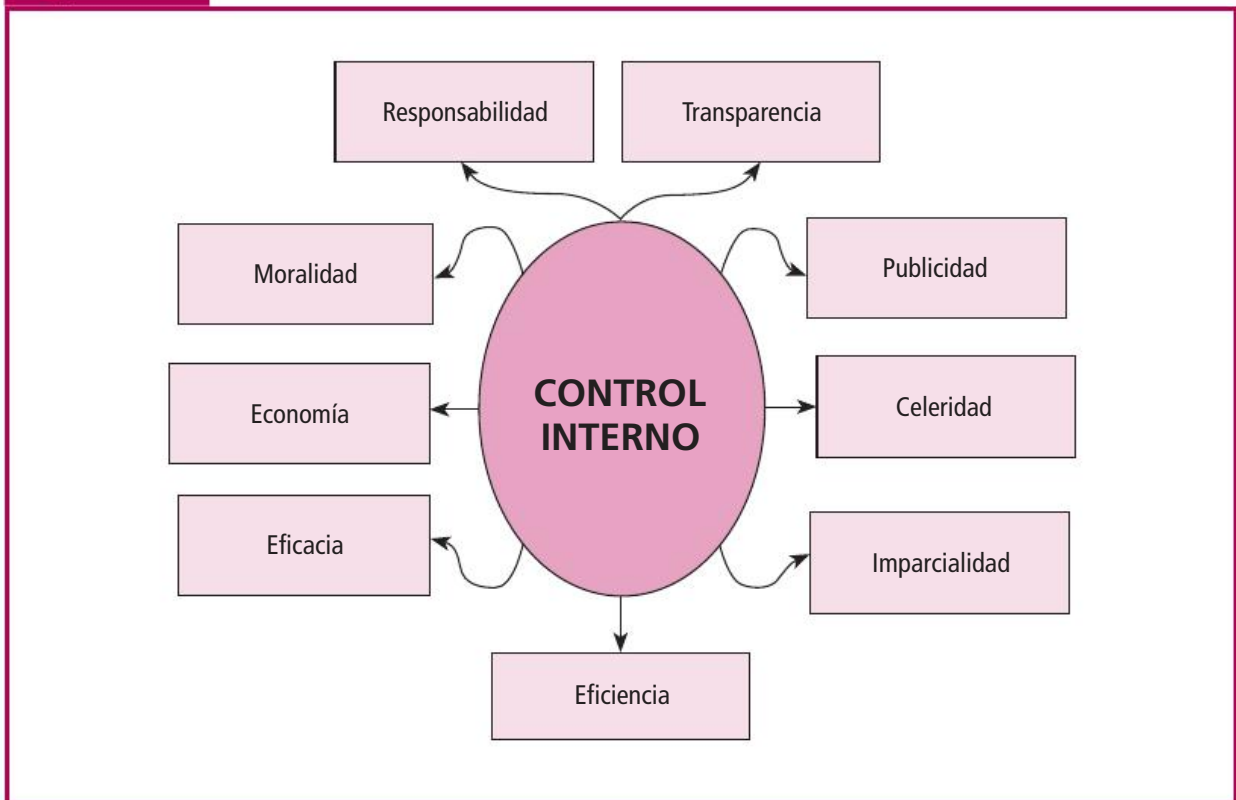 Responsabilidad
Transparencia
Moralidad
Publicidad
CONTROL
INTERNO
Economía
Celeridad
Eficacia
Imparcialidad
Eficiencia